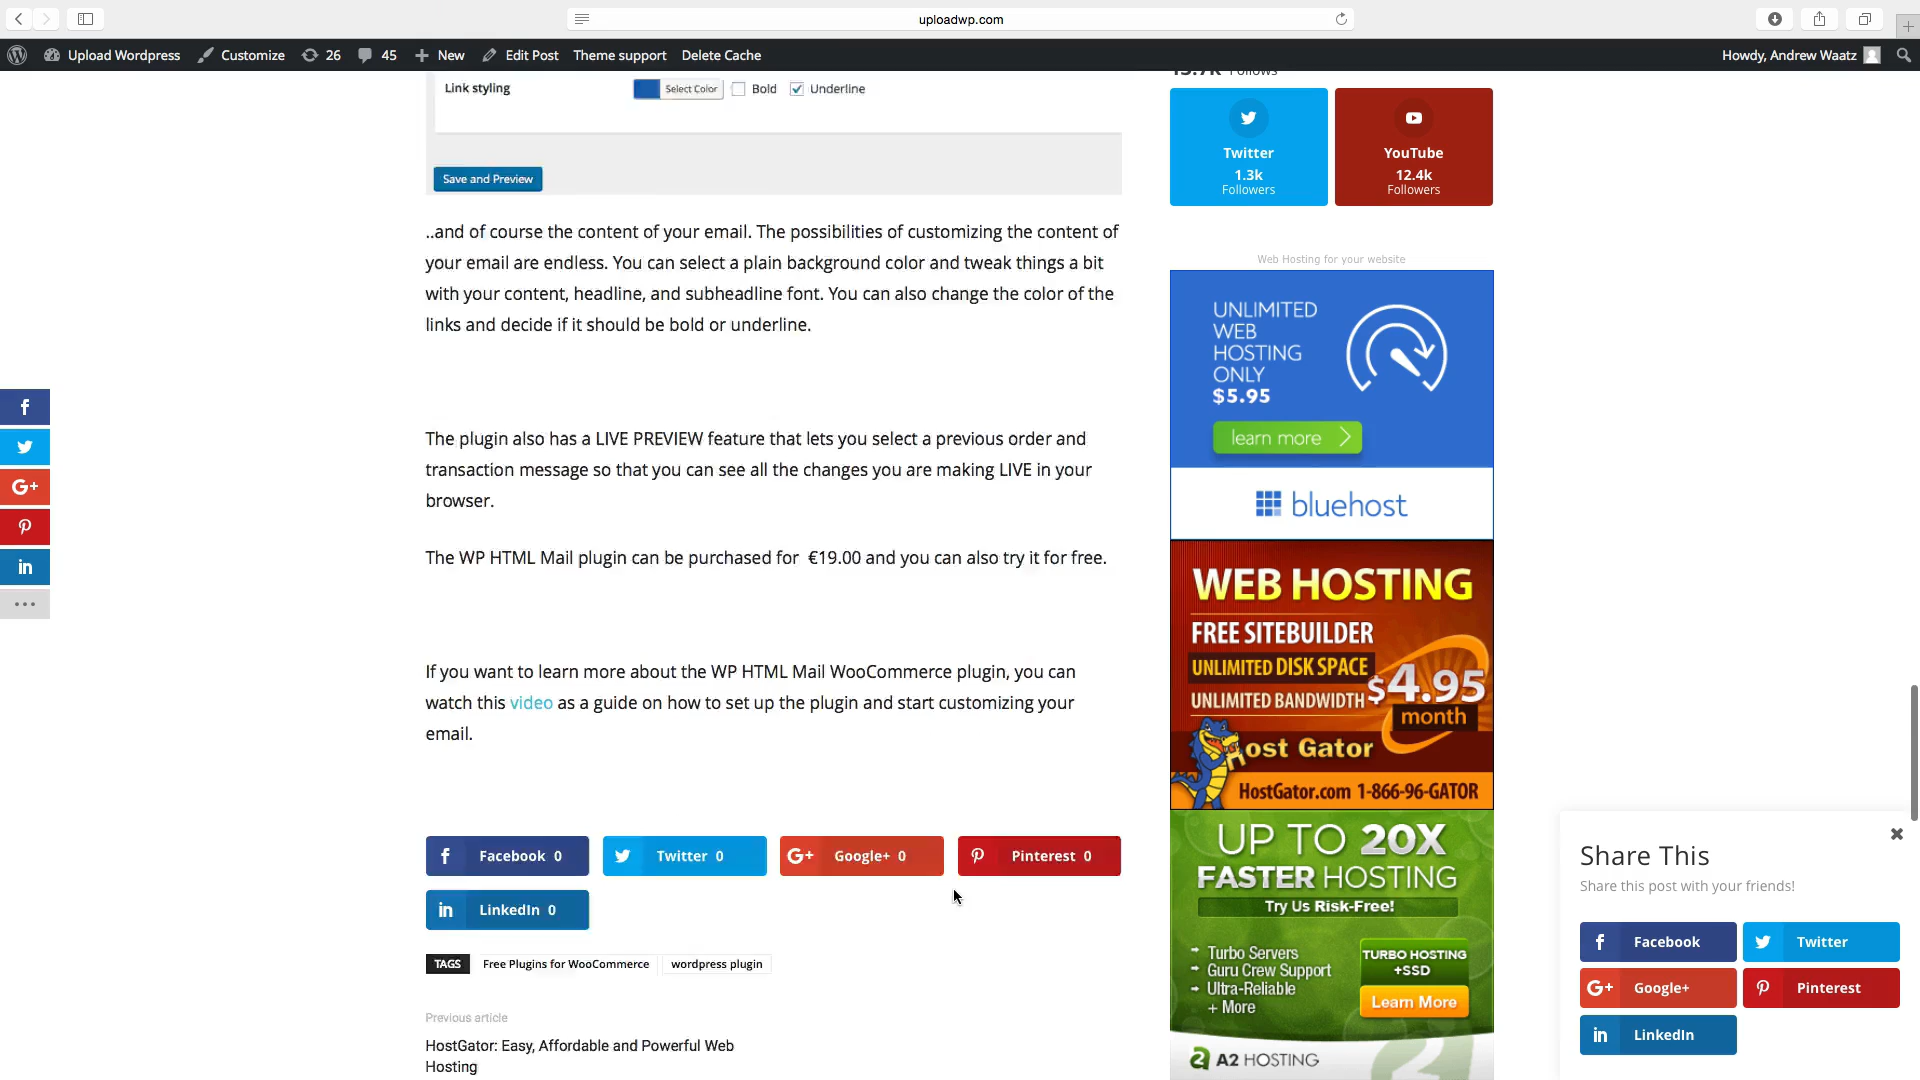 uploadwp.com
Upload Wordpress Customize 26 45 New Edit Post Theme support Delete Cache Howdy, Andrew Waatz
Link styling Select Color Bold Underline
Save and Preview
..and of course the content of your email. The possibilities of customizing the content of
your email are endless. You can select a plain background color and tweak things a bit
with your content, headline, and subheadline font. You can also change the color of the
links and decide if it should be bold or underline.
The plugin also has a LIVE PREVIEW feature that lets you select a previous order and
transaction message so that you can see all the changes you are making LIVE in your
browser.
The WP HTML Mail plugin can be purchased for €19.00 and you can also try it for free.
If you want to learn more about the WP HTML Mail WooCommerce plugin, you can
watch this video as a guide on how to set up the plugin and start customizing your
email.
Facebook 0 Twitter 0 Google+ 0 Pinterest 0
LinkedIn 0
TAGS Free Plugins for WooCommerce wordpress plugin
Previous article
HostGator: Easy, Affordable and Powerful Web
Hosting
13.7k Follows
Twitter
1.3k
Followers
YouTube
12.4k
Followers
Web Hosting for your website
UNLIMITED
WEB
HOSTING
ONLY
$5.95
learn more
bluehost
WEB HOSTING
FREE SITEBUILDER
UNLIMITED DISK SPACE
UNLIMITED BANDWIDTH
$4.95
month
Host Gator
HostGator.com 1-866-96-GATOR
UP TO 20X
FASTER HOSTING
Try Us Risk-Free!
Turbo Servers
Guru Crew Support
Ultra-Reliable
+ More
TURBO HOSTING
+SSD
Learn More
A2 HOSTING
Share This
Share this post with your friends!
Facebook Twitter
Google+ Pinterest
LinkedIn